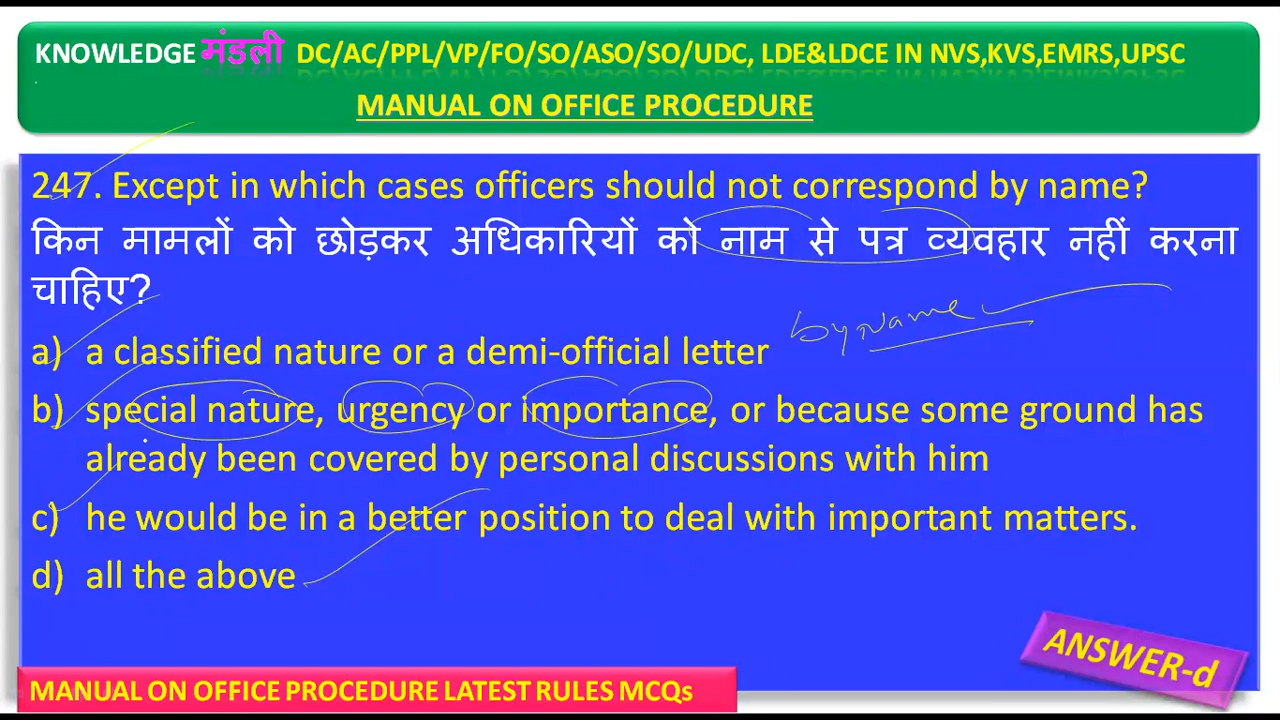 KNOWLEDGE मंडली DC/AC/PPL/VP/FO/SO/ASO/SO/UDC, LDE&LDCE IN NVS,KVS,EMRS,UPSC
MANUAL ON OFFICE PROCEDURE
247. Except in which cases officers should not correspond by name?
किन मामलों को छोड़कर अधिकारियों को नाम से पत्र व्यवहार नहीं करना
चाहिए?
by Name
a) a classified nature or a demi-official letter
b) special nature, urgency or importance, or because some ground has
already been covered by personal discussions with him
c) he would be in a better position to deal with important matters.
d) all the above
ANSWER-d
MANUAL ON OFFICE PROCEDURE LATEST RULES MCQs